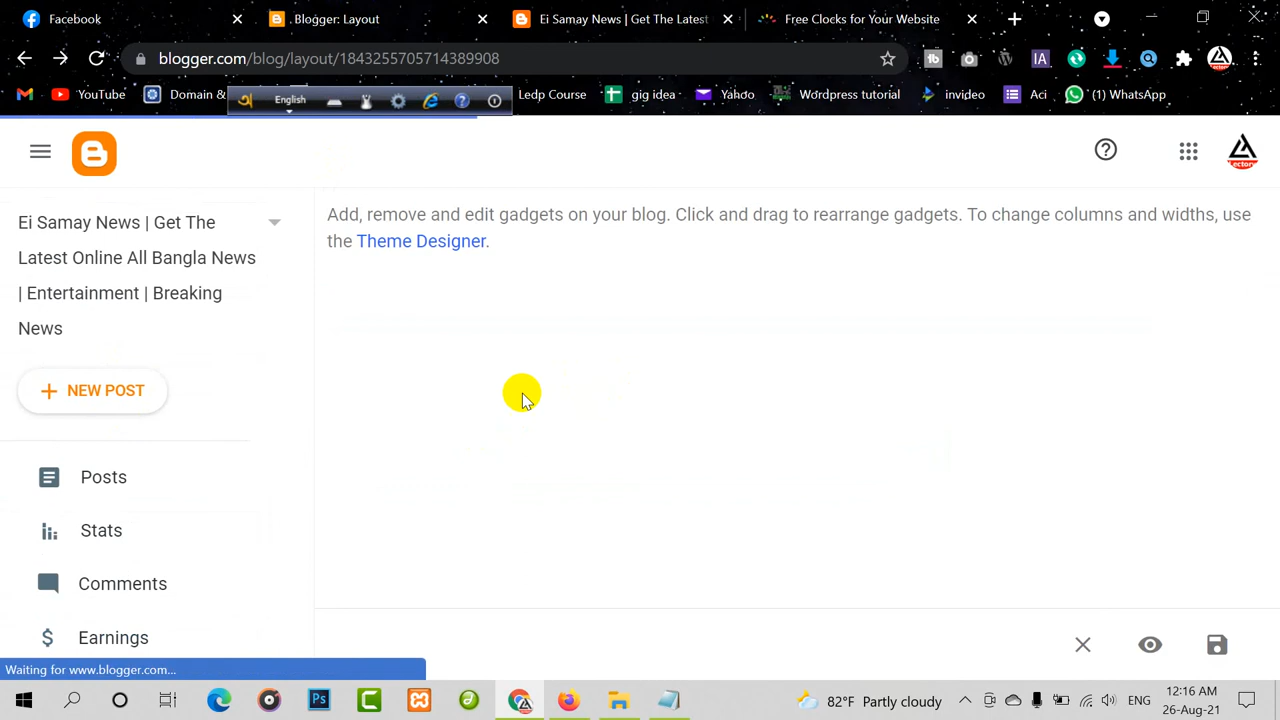 Facebook
Blogger: Layout
Ei Samay News | Get The Latest
Free Clocks for Your Website
blogger.com/blog/layout/1843255705714389908
YouTube
Domain &
English
Ledp Course
gig idea
Yahoo
Wordpress tutorial
invideo
Aci
(1) WhatsApp
Add, remove and edit gadgets on your blog. Click and drag to rearrange gadgets. To change columns and widths, use
the Theme Designer.
Ei Samay News | Get The
Latest Online All Bangla News
| Entertainment | Breaking
News
NEW POST
Posts
Stats
Comments
Earnings
Waiting for www.blogger.com...
82°F Partly cloudy
ENG
12:16 AM
26-Aug-21